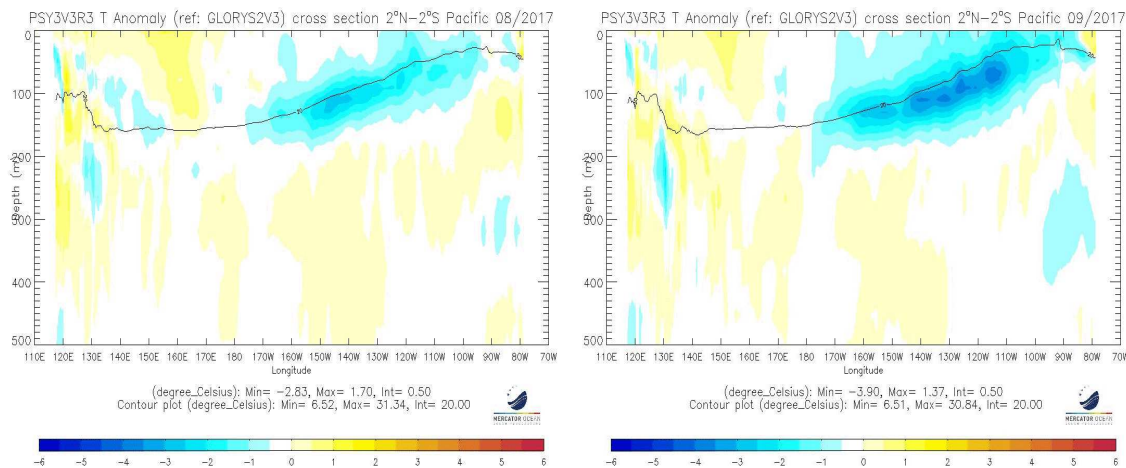 PSY3V3R3 T Anomaly (ref: GLORYS2V3) cross section 2°N-2°S Pacific 08/2017
0
100
200
300
400
500
Depth (m)
20
110E 120E 130E 140E 150E 160E 170E 180 170W 160W 150W 140W 130W 120W 110W 100W 90W 80W 70W
Longitude
(degree_Celsius): Min= -2.83, Max= 1.70, Int= 0.50
Contour plot (degree_Celsius): Min= 6.52, Max= 31.34, Int= 20.00
MERCATOR OCEAN
-6 -5 -4 -3 -2 -1 0 1 2 3 4 5 6
PSY3V3R3 T Anomaly (ref: GLORYS2V3) cross section 2°N-2°S Pacific 09/2017
0
100
200
300
400
500
Depth (m)
20
110E 120E 130E 140E 150E 160E 170E 180 170W 160W 150W 140W 130W 120W 110W 100W 90W 80W 70W
Longitude
(degree_Celsius): Min= -3.90, Max= 1.37, Int= 0.50
Contour plot (degree_Celsius): Min= 6.51, Max= 30.84, Int= 20.00
MERCATOR OCEAN
-6 -5 -4 -3 -2 -1 0 1 2 3 4 5 6